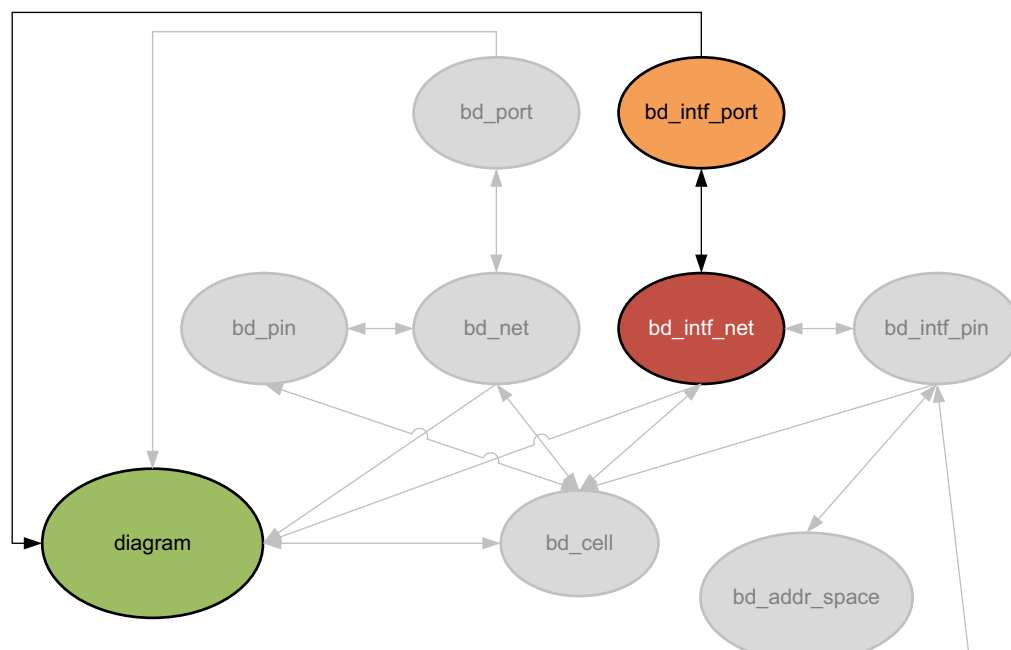 bd_port
bd_intf_port
bd_pin
bd_net
bd_intf_net
bd_intf_pin
diagram
bd_cell
bd_addr_space